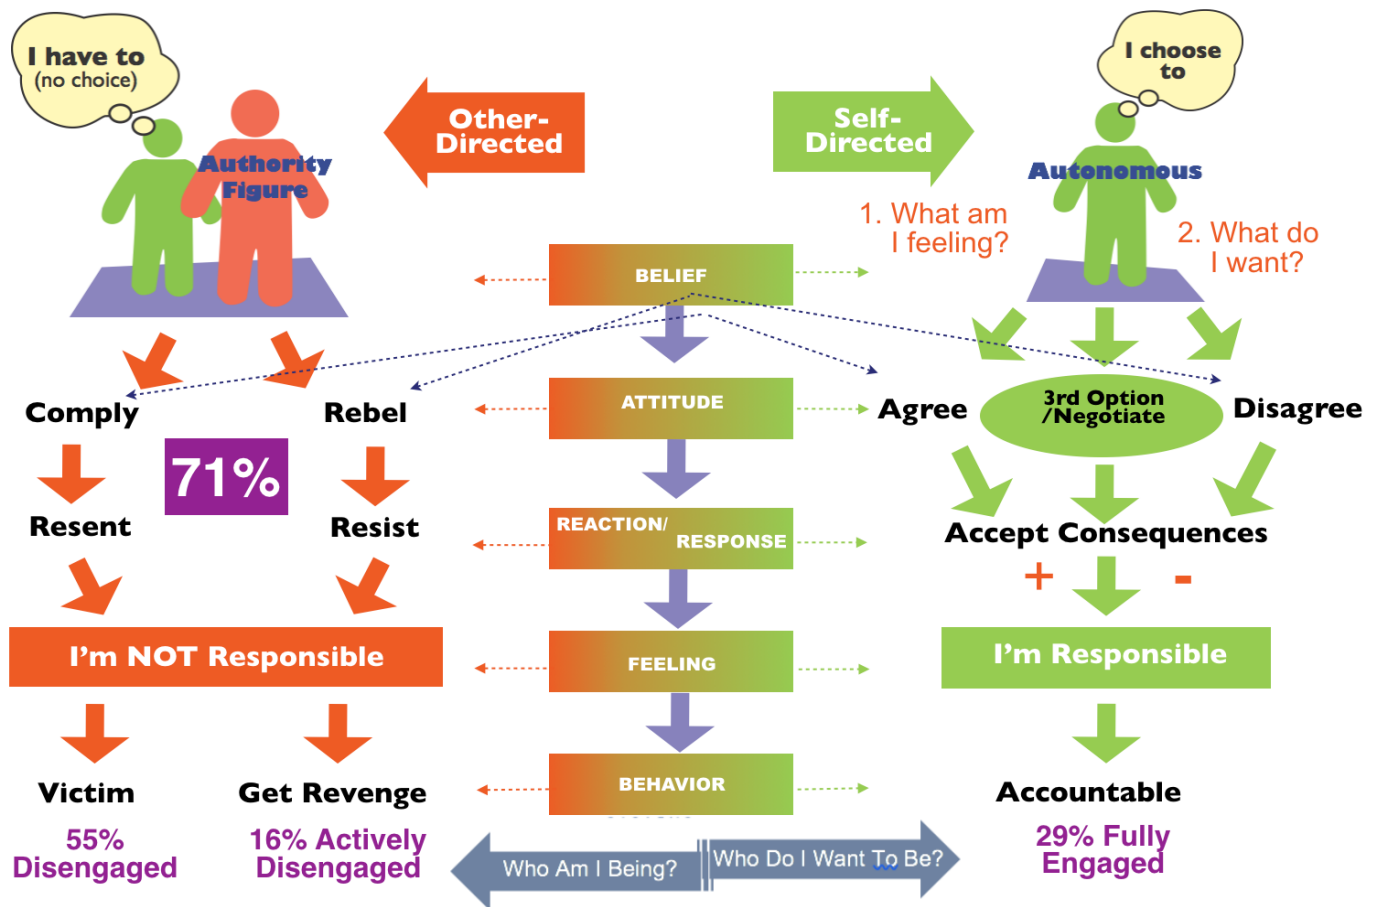 I have to
(no choice)
Authority
Figure
Other-
Directed
Self-
Directed
I choose
to
Autonomous
1. What am
I feeling?
2. What do
I want?
BELIEF
ATTITUDE
REACTION/
RESPONSE
FEELING
BEHAVIOR
Comply
Rebel
71%
Resent
Resist
I'm NOT Responsible
Victim
Get Revenge
55%
Disengaged
16% Actively
Disengaged
Agree
3rd Option
/Negotiate
Disagree
Accept Consequences
+ -
I'm Responsible
Accountable
29% Fully
Engaged
Who Am I Being?
Who Do I Want To Be?